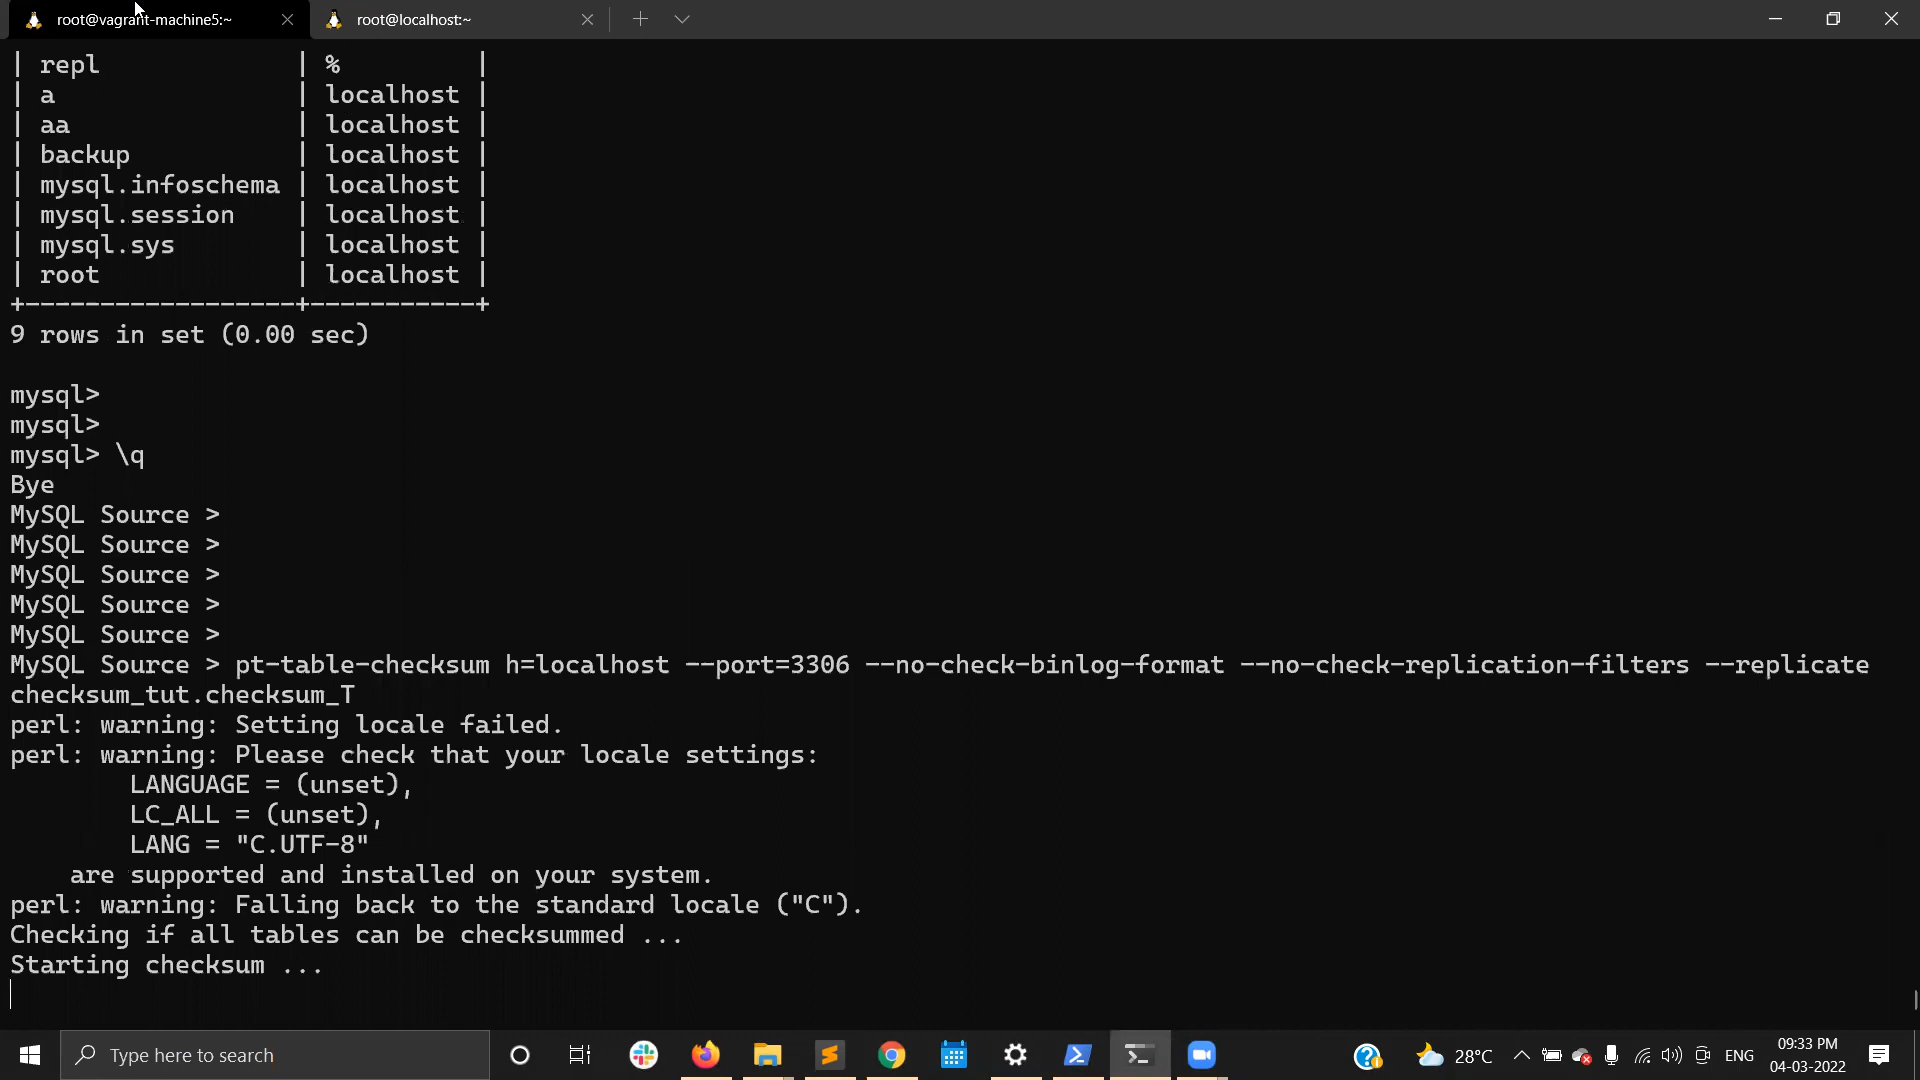 root@vagrant-machine5:~
root@localhost:~
| repl | % |
| a | localhost |
| aa | localhost |
| backup | localhost |
| mysql.infoschema | localhost |
| mysql.session | localhost |
| mysql.sys | localhost |
| root | localhost |
+------------------+-----------+
9 rows in set (0.00 sec)
mysql>
mysql>
mysql> \q
Bye
MySQL Source >
MySQL Source >
MySQL Source >
MySQL Source >
MySQL Source >
MySQL Source > pt-table-checksum h=localhost --port=3306 --no-check-binlog-format --no-check-replication-filters --replicate
checksum_tut.checksum_T
perl: warning: Setting locale failed.
perl: warning: Please check that your locale settings:
LANGUAGE = (unset),
LC_ALL = (unset),
LANG = "C.UTF-8"
are supported and installed on your system.
perl: warning: Falling back to the standard locale ("C").
Checking if all tables can be checksummed ...
Starting checksum ...
Type here to search
28°C
ENG
09:33 PM
04-03-2022